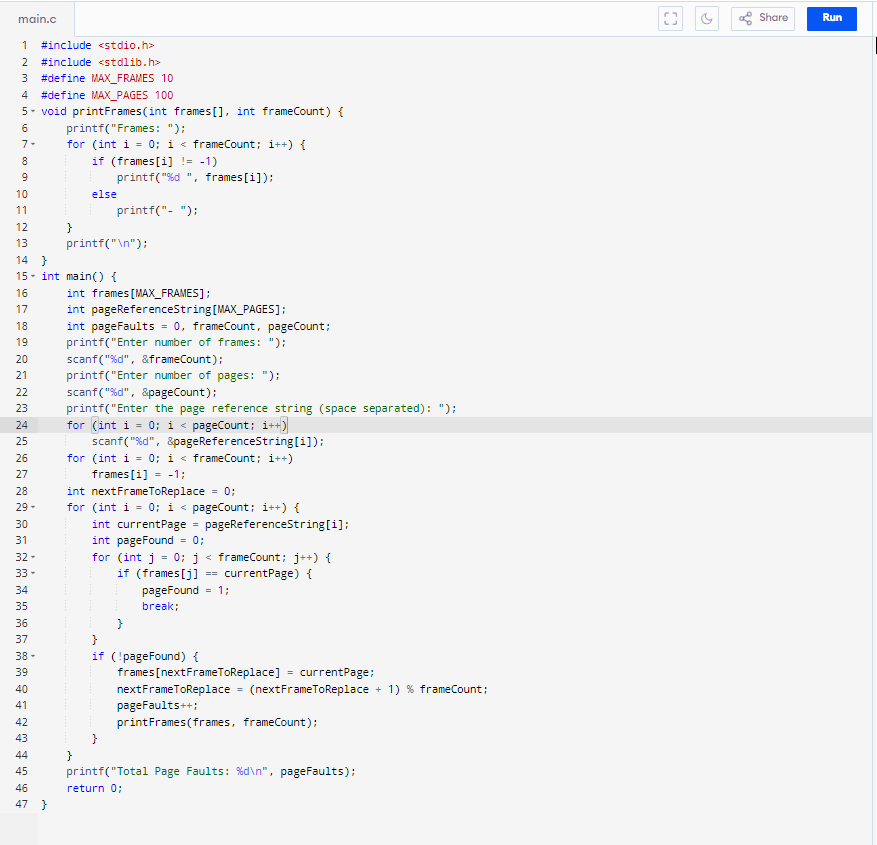 main.c
Share
Run
1 #include <stdio.h>
2 #include <stdlib.h>
3 #define MAX_FRAMES 10
4 #define MAX_PAGES 100
5 void printFrames(int frames[], int frameCount) {
6     printf("Frames: ");
7     for (int i = 0; i < frameCount; i++) {
8         if (frames[i] != -1)
9             printf("%d ", frames[i]);
10         else
11             printf("- ");
12     }
13     printf("\n");
14 }
15 int main() {
16     int frames[MAX_FRAMES];
17     int pageReferenceString[MAX_PAGES];
18     int pageFaults = 0, frameCount, pageCount;
19     printf("Enter number of frames: ");
20     scanf("%d", &frameCount);
21     printf("Enter number of pages: ");
22     scanf("%d", &pageCount);
23     printf("Enter the page reference string (space separated): ");
24     for (int i = 0; i < pageCount; i++)
25         scanf("%d", &pageReferenceString[i]);
26     for (int i = 0; i < frameCount; i++)
27         frames[i] = -1;
28     int nextFrameToReplace = 0;
29     for (int i = 0; i < pageCount; i++) {
30         int currentPage = pageReferenceString[i];
31         int pageFound = 0;
32         for (int j = 0; j < frameCount; j++) {
33             if (frames[j] == currentPage) {
34                 pageFound = 1;
35                 break;
36             }
37         }
38         if (!pageFound) {
39             frames[nextFrameToReplace] = currentPage;
40             nextFrameToReplace = (nextFrameToReplace + 1) % frameCount;
41             pageFaults++;
42             printFrames(frames, frameCount);
43         }
44     }
45     printf("Total Page Faults: %d\n", pageFaults);
46     return 0;
47 }